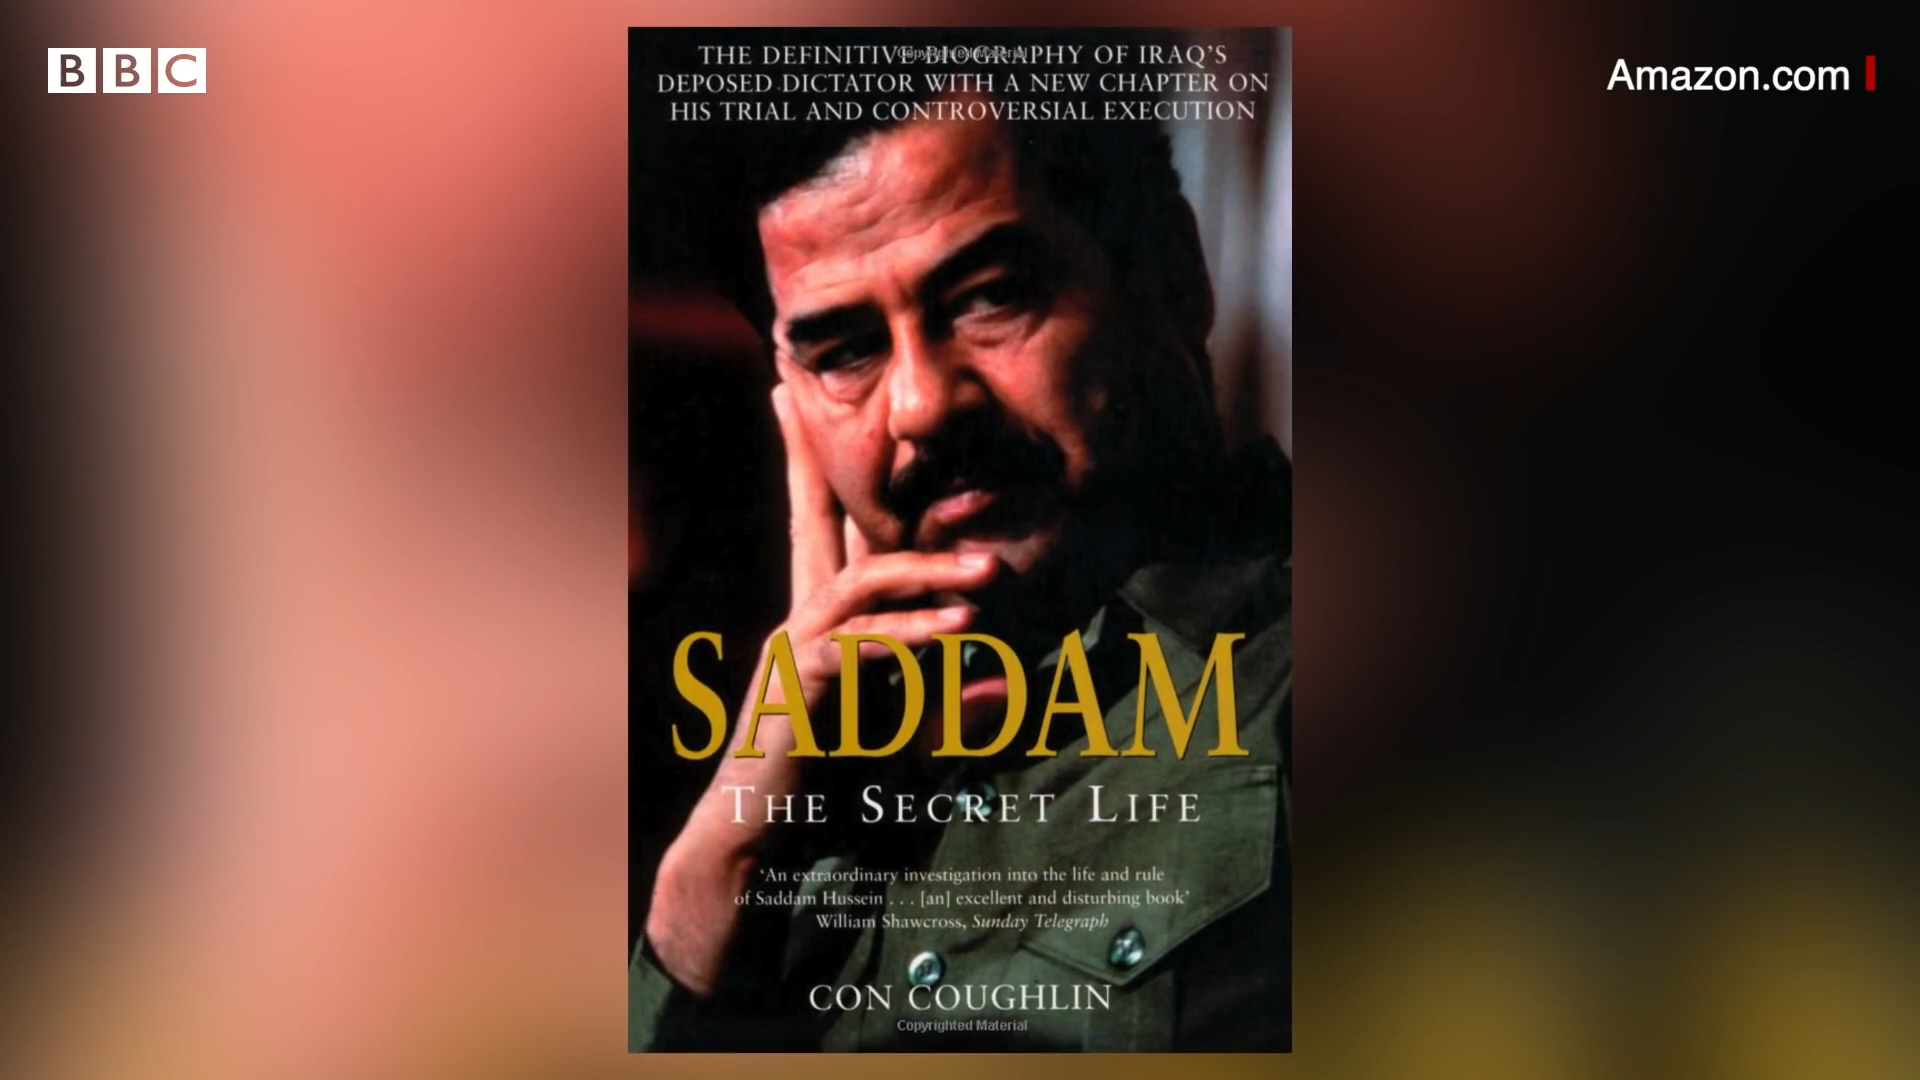 BBC
Amazon.com
THE DEFINITIVE BIOGRAPHY OF IRAQ'S
Copyrighted Material
DEPOSED DICTATOR WITH A NEW CHAPTER ON
HIS TRIAL AND CONTROVERSIAL EXECUTION
SADDAM
THE SECRET LIFE
'An extraordinary investigation into the life and rule
of Saddam Hussein . . . [an] excellent and disturbing book'
William Shawcross, Sunday Telegraph
CON COUGHLIN
Copyrighted Material